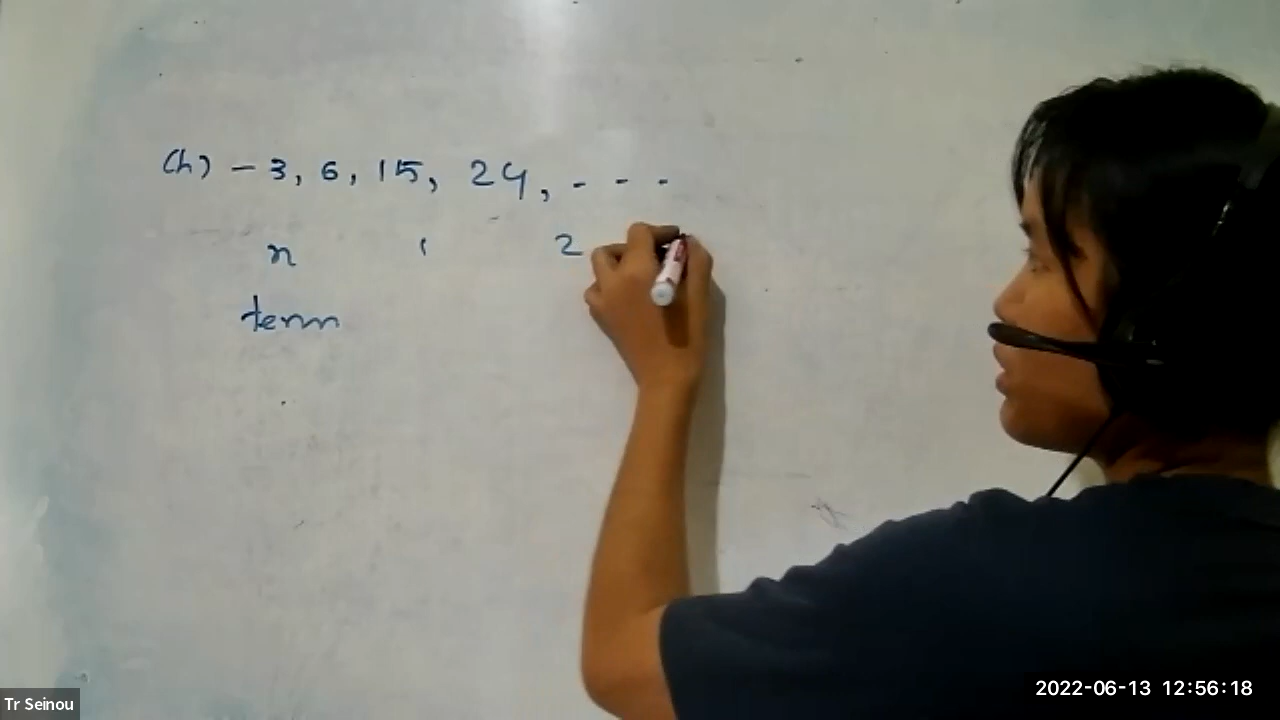 (h) - 3, 6, 15, 24, - - -
n 1 2
term
Tr Seinou
2022-06-13 12:56:18